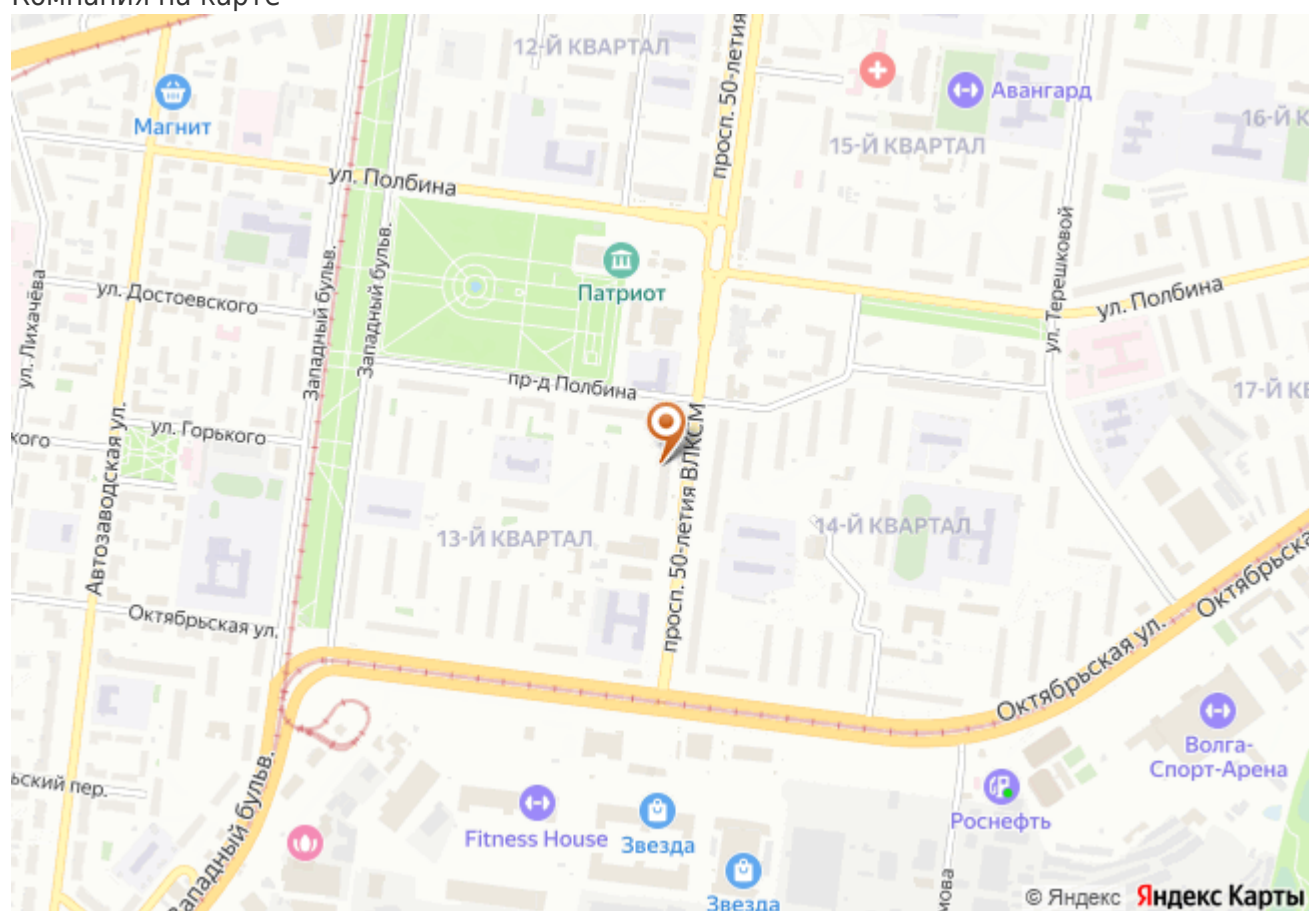 Компания на карте
12-Й КВАРТАЛ
просп. 50-летия
Авангард
Магнит
15-Й КВАРТАЛ
16-Й К
ул. Полбина
ул. Терешковой
Западный бульв.
Западный бульв.
Патриот
ул. Лихачёва
ул. Достоевского
ул. Полбина
пр-д Полбина
17-Й КВ
кого
ул. Горького
Автозаводская ул.
просп. 50-летия ВЛКСМ
13-Й КВАРТАЛ
14-Й КВАРТАЛ
Октябрьская ул.
Октябрьска
Октябрьская ул.
Волга-
Спорт-Арена
ьский пер.
Западный бульв.
Fitness House
Звезда
Роснефть
Звезда
мова
© Яндекс Яндекс Карты